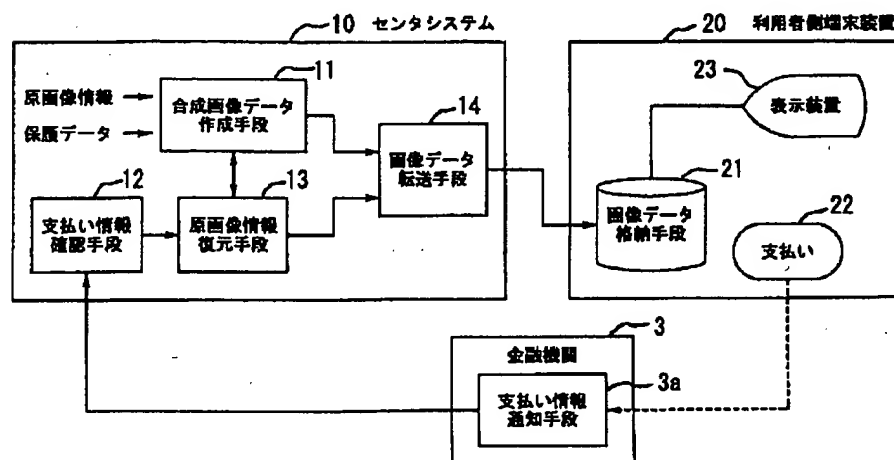 10 センタシステム
20 利用者側端末装置
11
原画像情報
合成画像データ
作成手段
保護データ
14
画像データ
転送手段
23
表示装置
12
支払い情報
確認手段
13
原画像情報
復元手段
21
画像データ
格納手段
22
支払い
3
金融機関
3a
支払い情報
通知手段